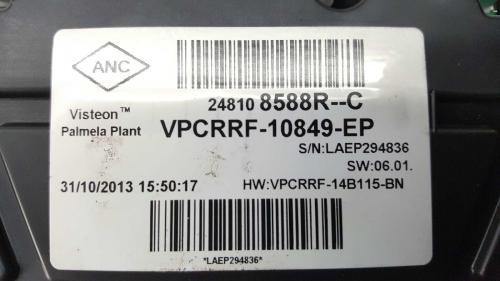 ANC
24810 8588R--C
Visteon™
Palmela Plant
VPCRRF-10849-EP
S/N:LAEP294836
SW:06.01.
31/10/2013 15:50:17
HW:VPCRRF-14B115-BN
*LAEP294836*